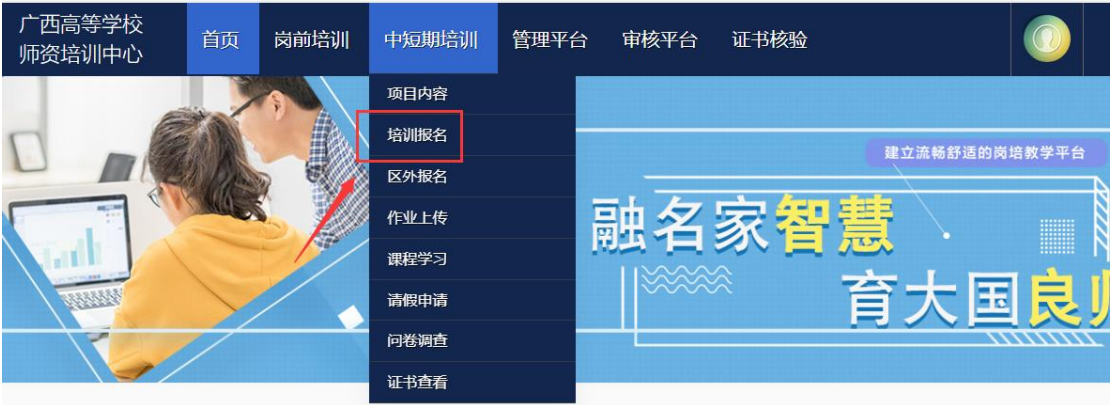 广西高等学校
师资培训中心
首页
岗前培训
中短期培训
管理平台
审核平台
证书核验
项目内容
培训报名
区外报名
作业上传
课程学习
请假申请
问卷调查
证书查看
建立流畅舒适的岗培教学平台
融名家智慧
育大国良师